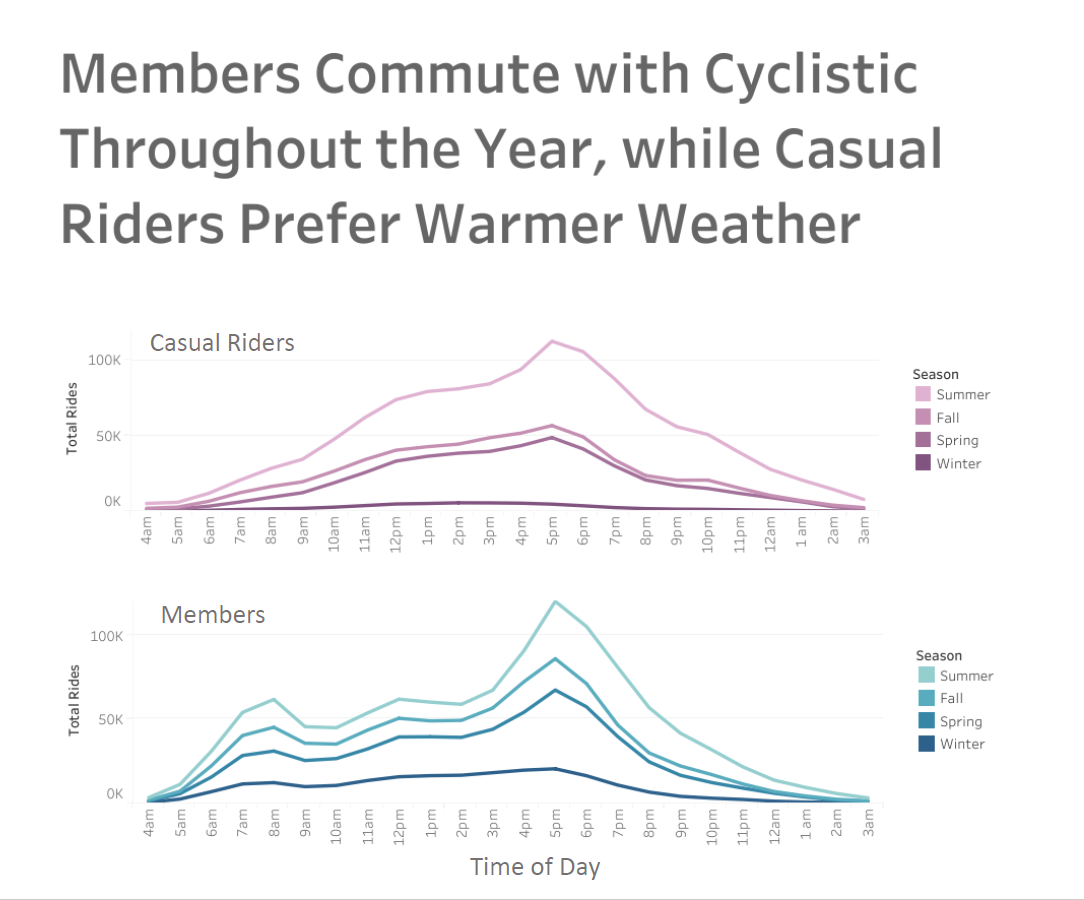 Members Commute with Cyclistic
Throughout the Year, while Casual
Riders Prefer Warmer Weather
Casual Riders
100K
50K
0K
Total Rides
4am 5am 6am 7am 8am 9am 10am 11am 12pm 1pm 2pm 3pm 4pm 5pm 6pm 7pm 8pm 9pm 10pm 11pm 12am 1am 2am 3am
Season
Summer
Fall
Spring
Winter
Members
100K
50K
0K
Total Rides
4am 5am 6am 7am 8am 9am 10am 11am 12pm 1pm 2pm 3pm 4pm 5pm 6pm 7pm 8pm 9pm 10pm 11pm 12am 1am 2am 3am
Time of Day
Season
Summer
Fall
Spring
Winter